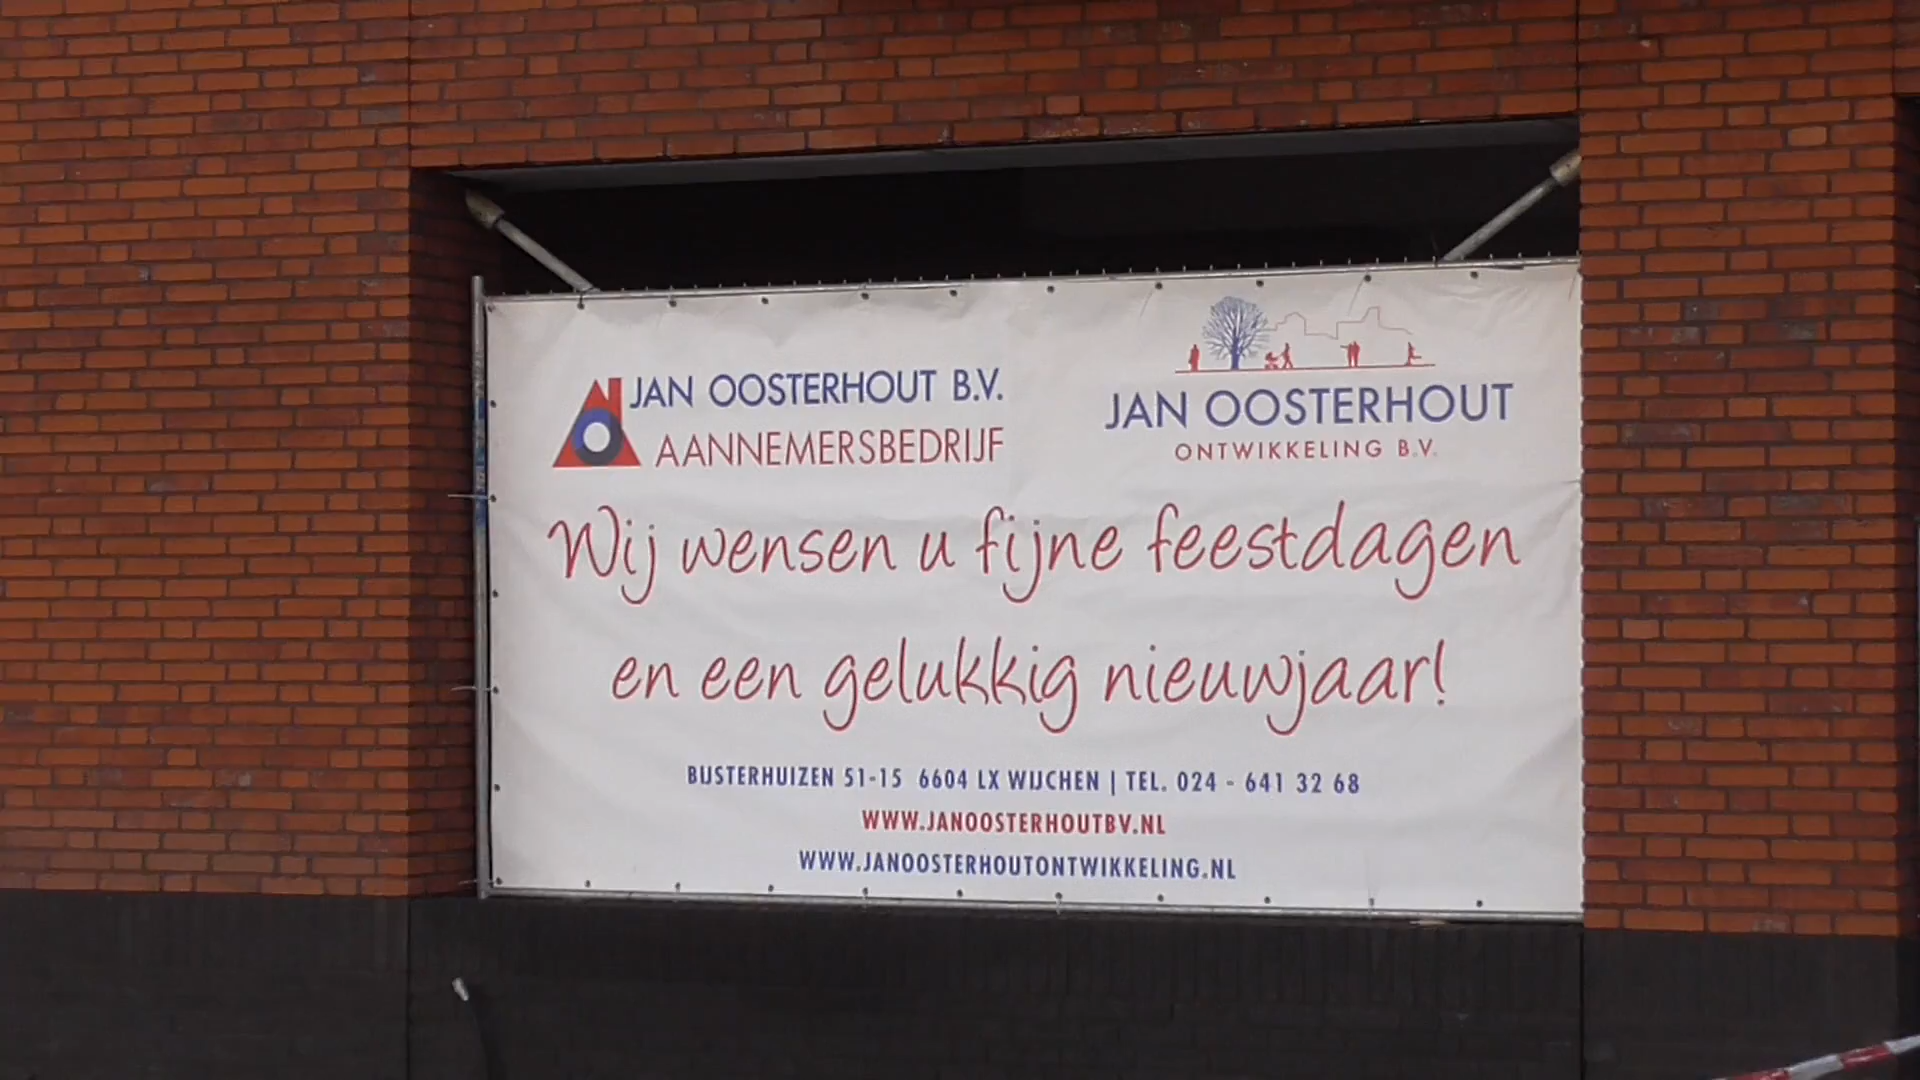 JAN OOSTERHOUT B.V.
AANNEMERSBEDRIJF
JAN OOSTERHOUT
ONTWIKKELING B.V.
Wij wensen u fijne feestdagen
en een gelukkig nieuwjaar!
BIJSTERHUIZEN 51-15 6604 LX WIJCHEN | TEL. 024 - 641 32 68
WWW.JANOOSTERHOUTBV.NL
WWW.JANOOSTERHOUTONTWIKKELING.NL